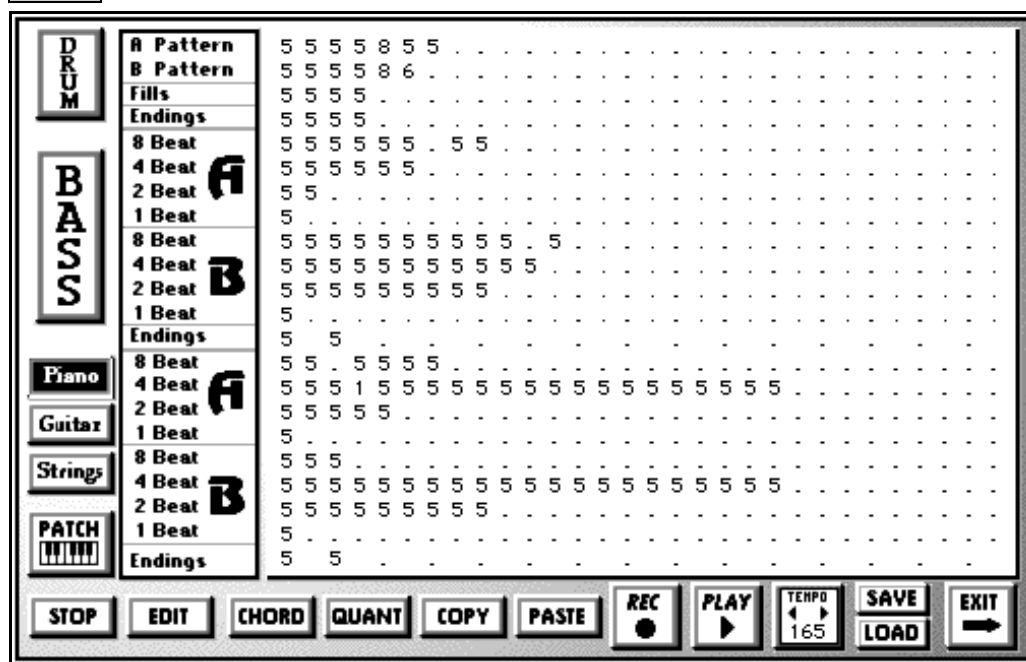 DRUM
A Pattern 5 5 5 5 8 5 5 . . . . . . . . . . . . . . . . . . . . . . .
B Pattern 5 5 5 5 8 6 . . . . . . . . . . . . . . . . . . . . . . . .
Fills 5 5 5 5 . . . . . . . . . . . . . . . . . . . . . . . . . .
Endings 5 5 5 5 . . . . . . . . . . . . . . . . . . . . . . . . . .
BASS
A
8 Beat 5 5 5 5 5 5 . 5 5 . . . . . . . . . . . . . . . . . . . . .
4 Beat 5 5 5 5 5 5 . . . . . . . . . . . . . . . . . . . . . . . .
2 Beat 5 5 . . . . . . . . . . . . . . . . . . . . . . . . . . . .
1 Beat 5 . . . . . . . . . . . . . . . . . . . . . . . . . . . . .
B
8 Beat 5 5 5 5 5 5 5 5 5 5 . 5 . . . . . . . . . . . . . . . . . .
4 Beat 5 5 5 5 5 5 5 5 5 5 5 . . . . . . . . . . . . . . . . . . .
2 Beat 5 5 5 5 5 5 5 5 5 . . . . . . . . . . . . . . . . . . . . .
1 Beat 5 . . . . . . . . . . . . . . . . . . . . . . . . . . . . .
Endings 5 5 . . . . . . . . . . . . .
Piano
Guitar
Strings
PATCH
A
8 Beat 5 5 . 5 5 5 5 . . . . . . . . . . . . . . . . . . . . . . .
4 Beat 5 5 5 1 5 5 5 5 5 5 5 5 5 5 5 5 5 5 5 5 5 . . . . . . . . .
2 Beat 5 5 5 5 5 . . . . . . . . . . . . . . . . . . . . . . . . .
1 Beat 5 . . . . . . . . . . . . . . . . . . . . . . . . . . . . .
B
8 Beat 5 5 5 . . . . . . . . . . . . . . . . . . . . . . . . . . .
4 Beat 5 5 5 5 5 5 5 5 5 5 5 5 5 5 5 5 5 5 5 5 5 . . . . . . . . .
2 Beat 5 5 5 5 5 5 5 5 5 . . . . . . . . . . . . . . . . . . . . .
1 Beat 5 . . . . . . . . . . . . . . . . . . . . . . . . . . . . .
Endings 5 5 . . . . . . . . . . . . .
STOP EDIT CHORD QUANT COPY PASTE REC PLAY TEMPO 165 SAVE LOAD EXIT